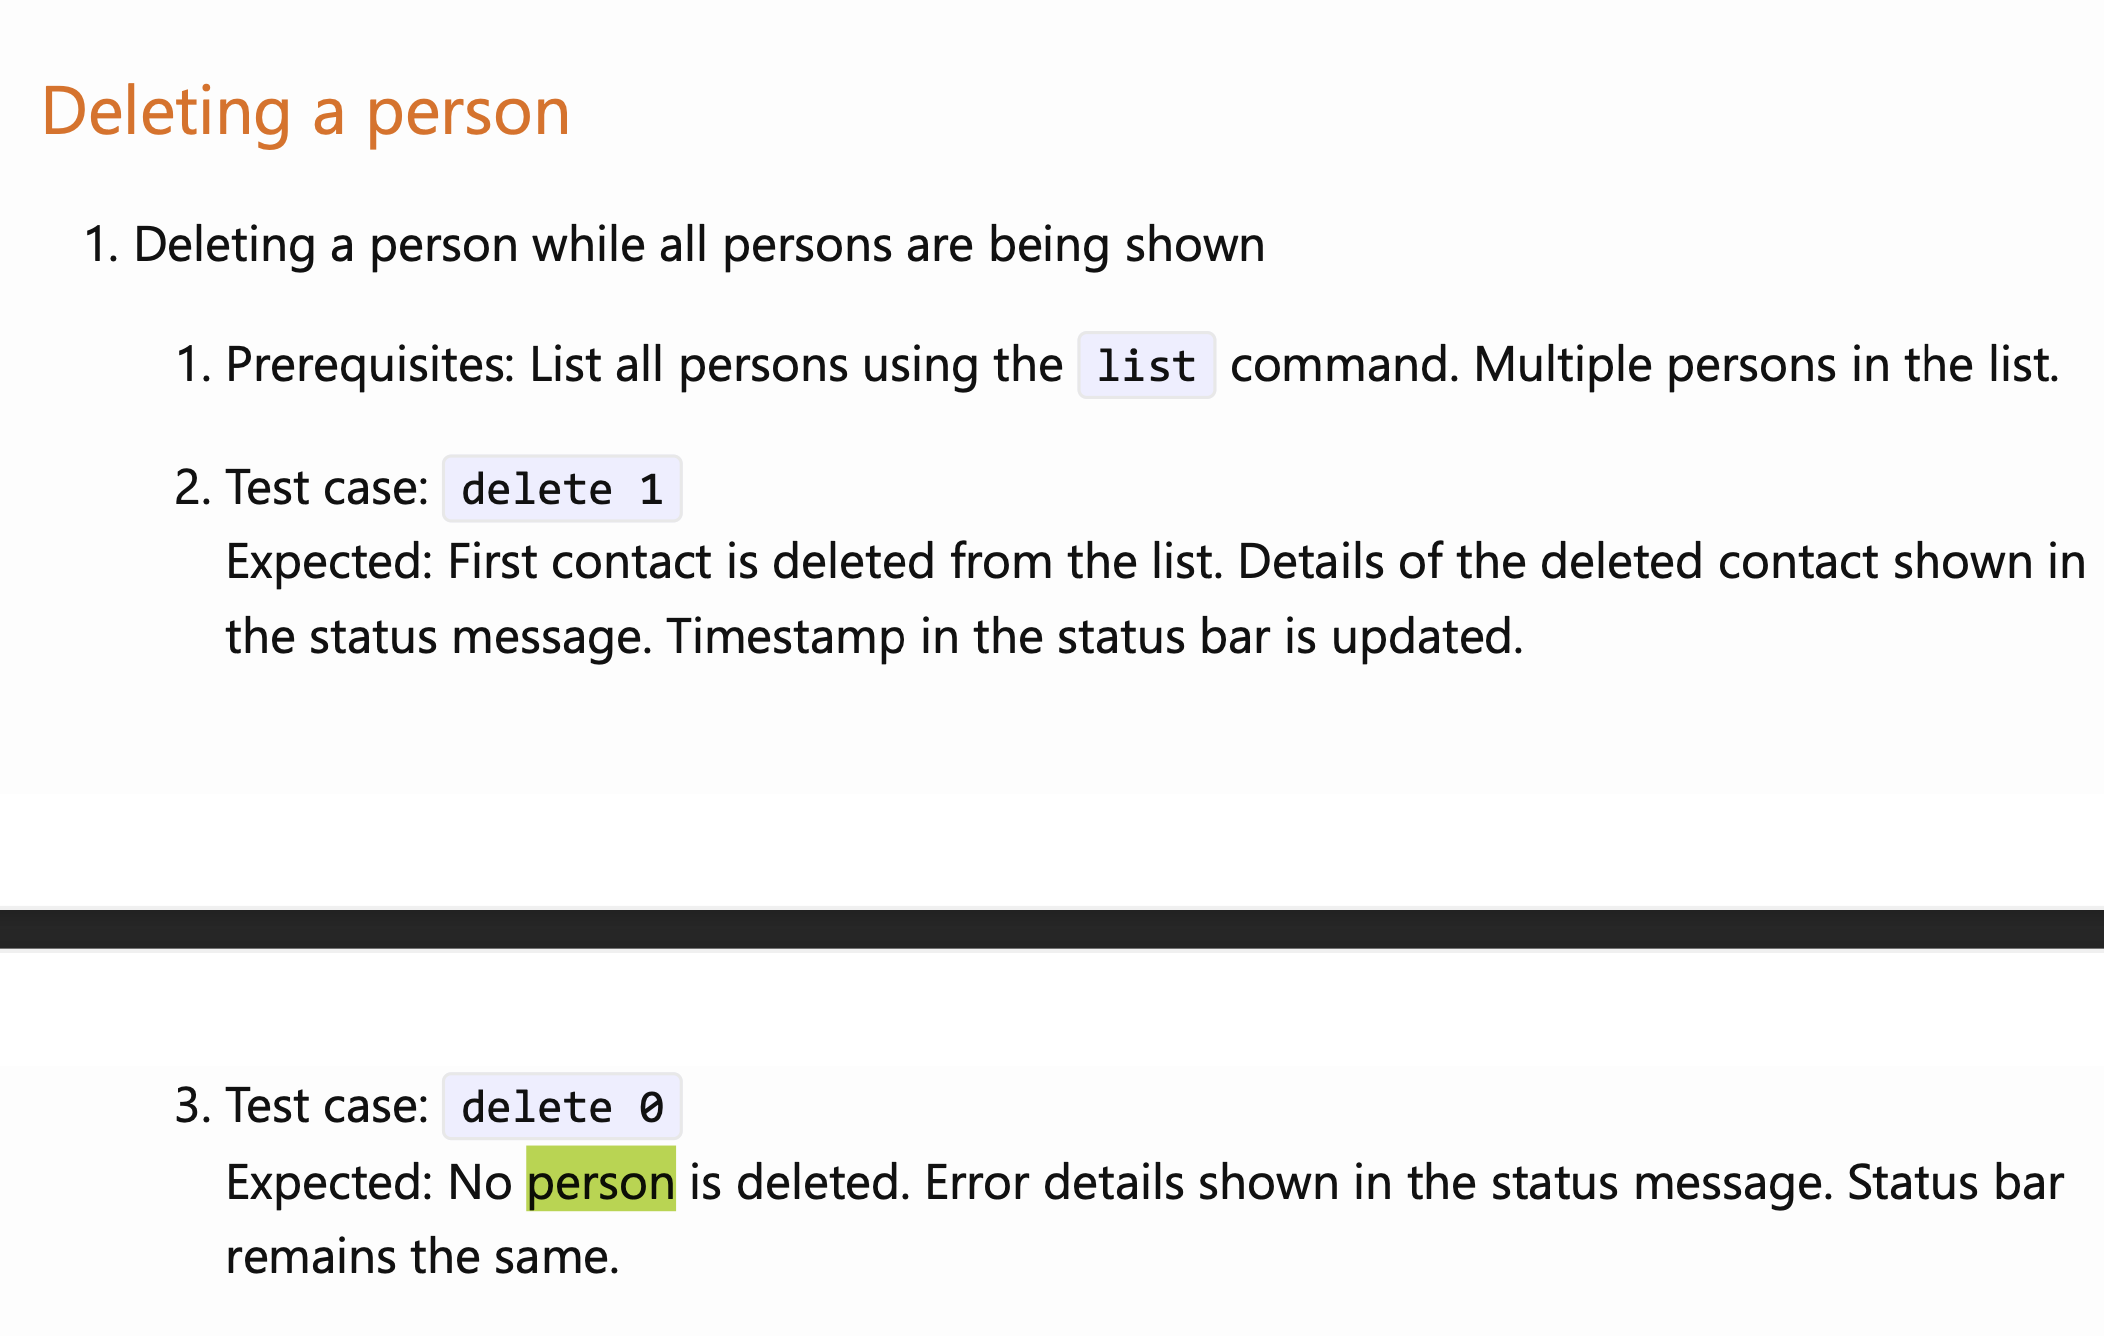 Deleting a person
1. Deleting a person while all persons are being shown
1. Prerequisites: List all persons using the list command. Multiple persons in the list.
2. Test case: delete 1
Expected: First contact is deleted from the list. Details of the deleted contact shown in
the status message. Timestamp in the status bar is updated.
3. Test case: delete 0
Expected: No person is deleted. Error details shown in the status message. Status bar
remains the same.